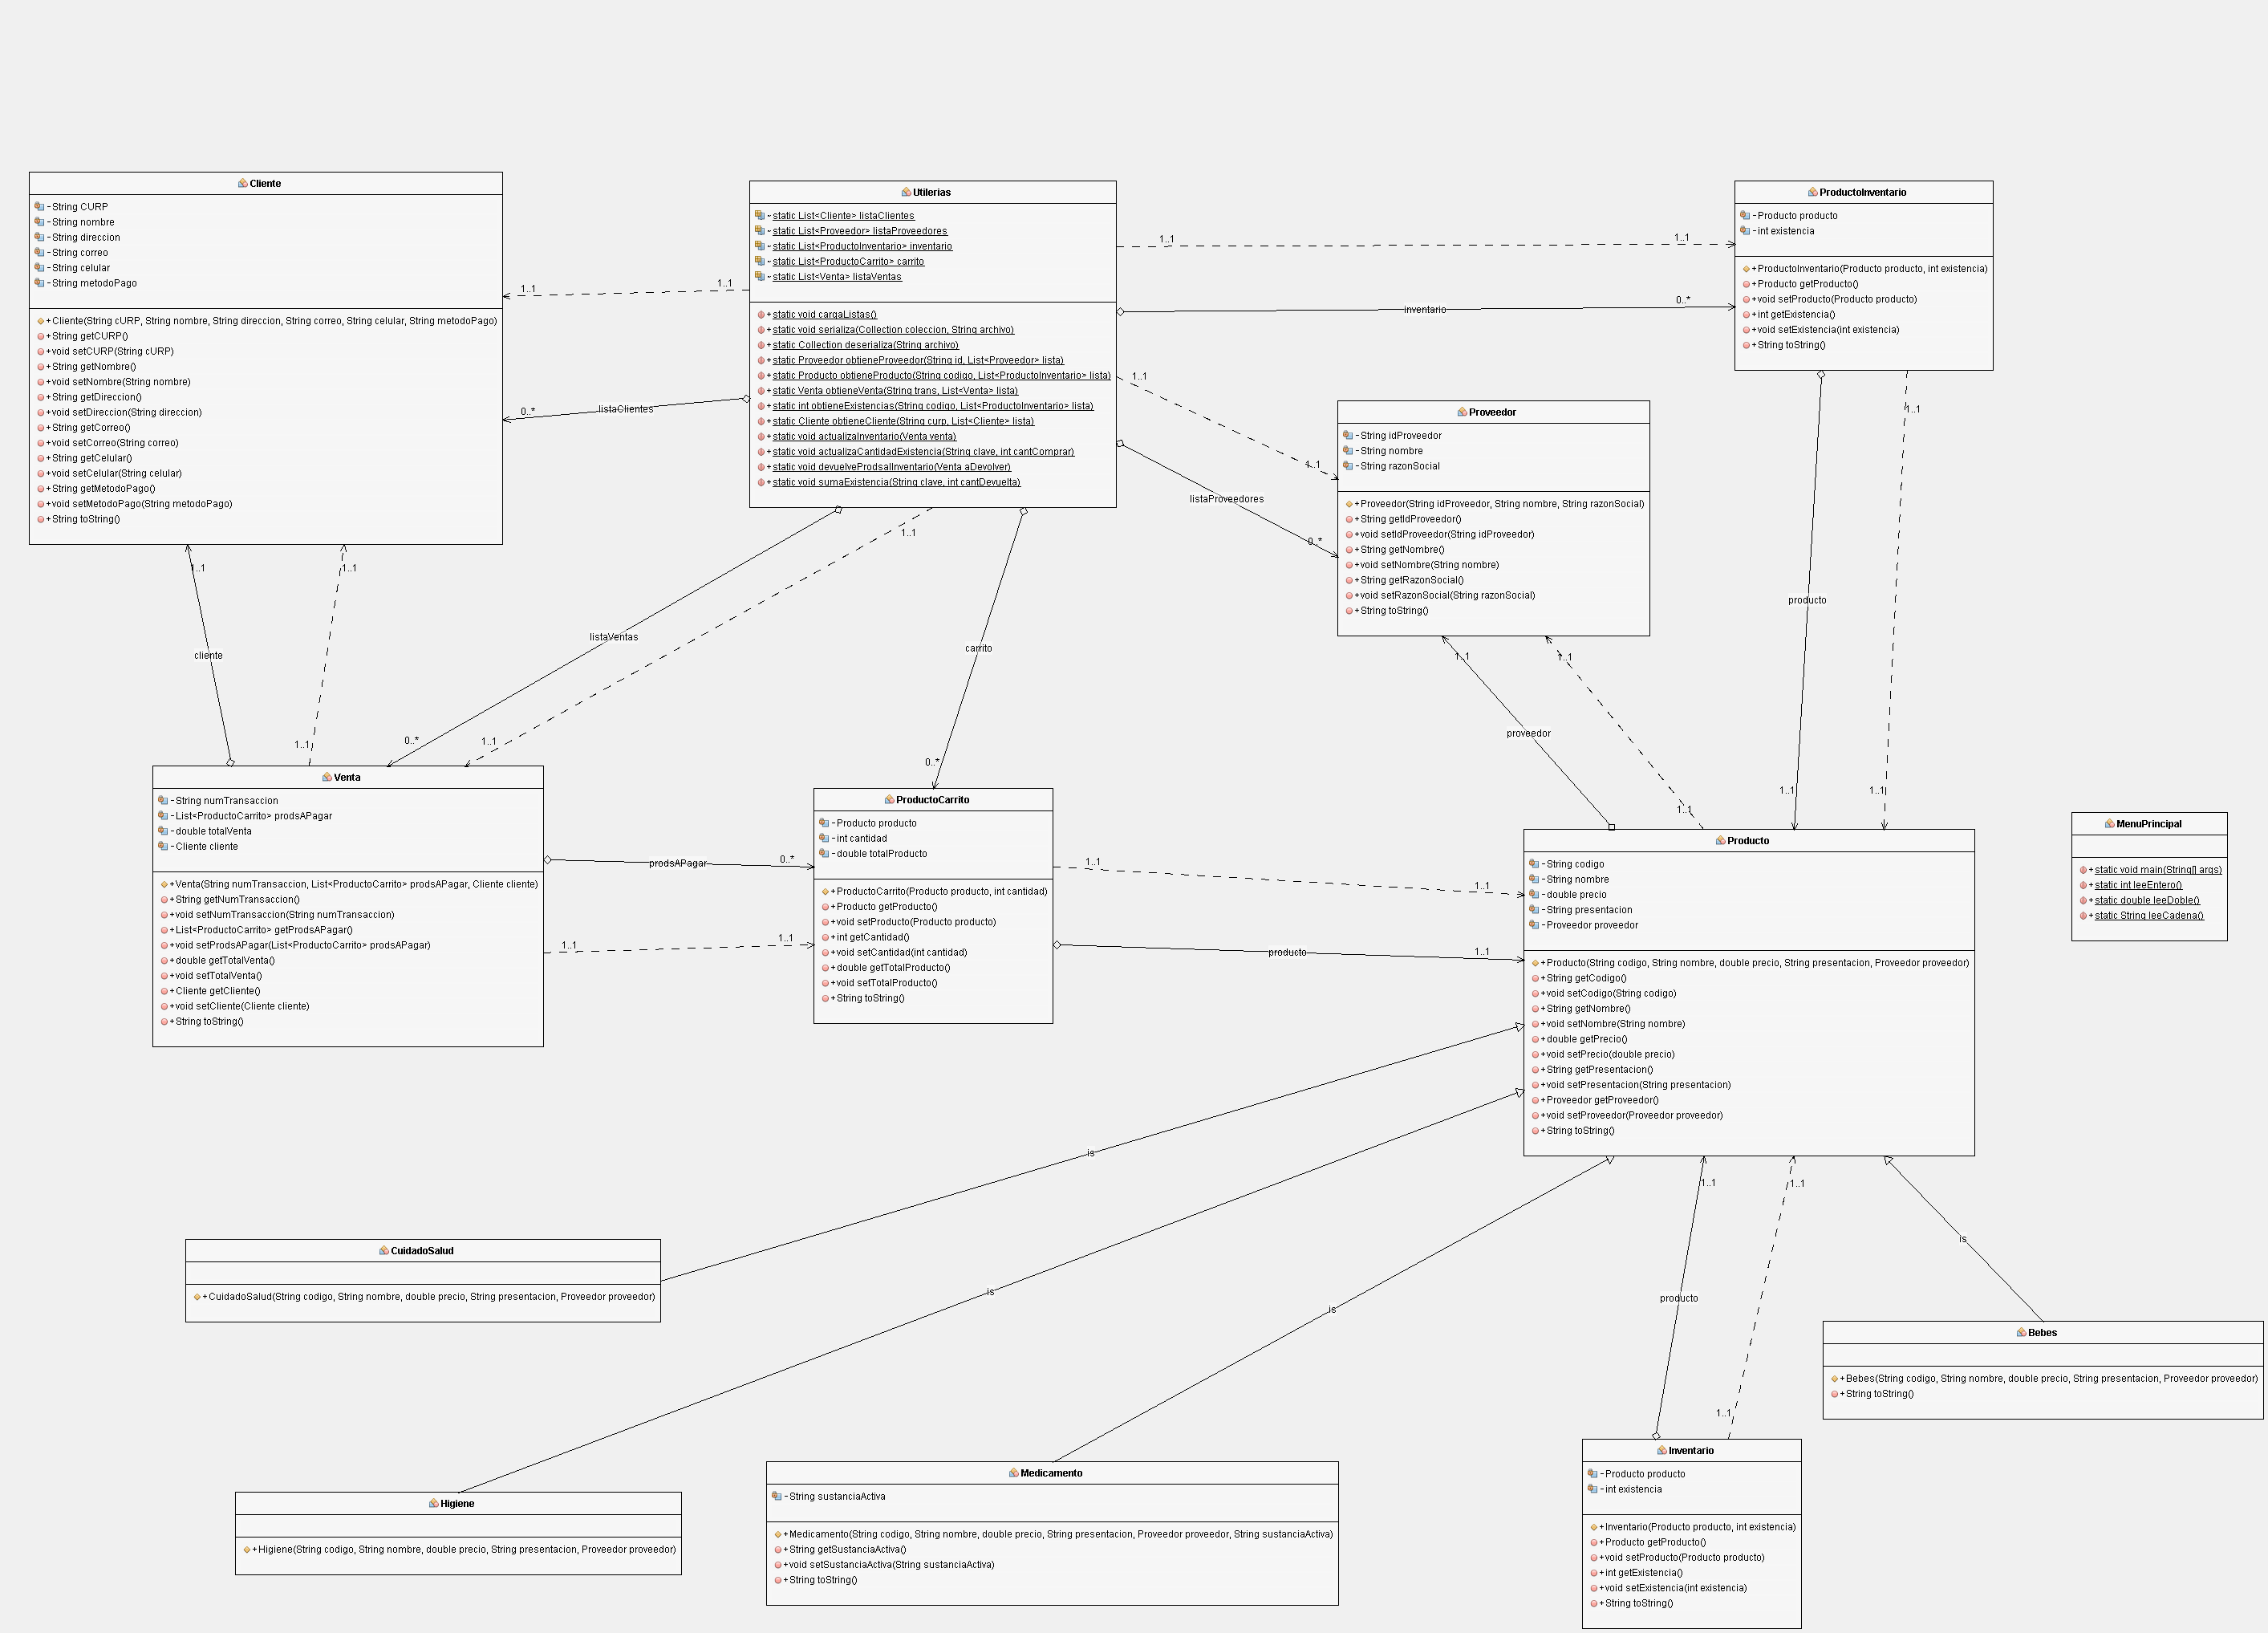 Cliente
-String CURP
-String nombre
-String direccion
-String correo
-String celular
-String metodoPago
+Cliente(String cURP, String nombre, String direccion, String correo, String celular, String metodoPago)
+String getCURP()
+void setCURP(String cURP)
+String getNombre()
+void setNombre(String nombre)
+String getDireccion()
+void setDireccion(String direccion)
+String getCorreo()
+void setCorreo(String correo)
+String getCelular()
+void setCelular(String celular)
+String getMetodoPago()
+void setMetodoPago(String metodoPago)
+String toString()
Utilerias
-static List<Cliente> listaClientes
-static List<Proveedor> listaProveedores
-static List<ProductoInventario> inventario
-static List<ProductoCarrito> carrito
-static List<Venta> listaVentas
+static void cargaListas()
+static void serializa(Collection coleccion, String archivo)
+static Collection deserializa(String archivo)
+static Proveedor obtieneProveedor(String id, List<Proveedor> lista)
+static Producto obtieneProducto(String codigo, List<ProductoInventario> lista)
+static Venta obtieneVenta(String trans, List<Venta> lista)
+static int obtieneExistencias(String codigo, List<ProductoInventario> lista)
+static Cliente obtieneCliente(String curp, List<Cliente> lista)
+static void actualizaInventario(Venta venta)
+static void actualizaCantidadExistencia(String clave, int cantComprar)
+static void devuelveProdsalInventario(Venta aDevolver)
+static void sumaExistencia(String clave, int cantDevuelta)
ProductoInventario
-Producto producto
-int existencia
+ProductoInventario(Producto producto, int existencia)
+Producto getProducto()
+void setProducto(Producto producto)
+int getExistencia()
+void setExistencia(int existencia)
+String toString()
1..1
1..1
1..1
1..1
inventario
0..*
listaClientes
0..*
1..1
1..1
listaProveedores
0..*
Proveedor
-String idProveedor
-String nombre
-String razonSocial
+Proveedor(String idProveedor, String nombre, String razonSocial)
+String getIdProveedor()
+void setIdProveedor(String idProveedor)
+String getNombre()
+void setNombre(String nombre)
+String getRazonSocial()
+void setRazonSocial(String razonSocial)
+String toString()
1..1
producto
1..1
1..1
1..1
cliente
1..1
1..1
listaVentas
0..*
1..1
1..1
carrito
0..*
1..1
proveedor
1..1
1..1
Venta
-String numTransaccion
-List<ProductoCarrito> prodsAPagar
-double totalVenta
-Cliente cliente
+Venta(String numTransaccion, List<ProductoCarrito> prodsAPagar, Cliente cliente)
+String getNumTransaccion()
+void setNumTransaccion(String numTransaccion)
+List<ProductoCarrito> getProdsAPagar()
+void setProdsAPagar(List<ProductoCarrito> prodsAPagar)
+double getTotalVenta()
+void setTotalVenta()
+Cliente getCliente()
+void setCliente(Cliente cliente)
+String toString()
prodsAPagar
0..*
1..1
1..1
ProductoCarrito
-Producto producto
-int cantidad
-double totalProducto
+ProductoCarrito(Producto producto, int cantidad)
+Producto getProducto()
+void setProducto(Producto producto)
+int getCantidad()
+void setCantidad(int cantidad)
+double getTotalProducto()
+void setTotalProducto()
+String toString()
1..1
1..1
producto
1..1
Producto
-String codigo
-String nombre
-double precio
-String presentacion
-Proveedor proveedor
+Producto(String codigo, String nombre, double precio, String presentacion, Proveedor proveedor)
+String getCodigo()
+void setCodigo(String codigo)
+String getNombre()
+void setNombre(String nombre)
+double getPrecio()
+void setPrecio(double precio)
+String getPresentacion()
+void setPresentacion(String presentacion)
+Proveedor getProveedor()
+void setProveedor(Proveedor proveedor)
+String toString()
MenuPrincipal
+static void main(String[] args)
+static int leeEntero()
+static double leeDoble()
+static String leeCadena()
is
is
is
1..1
producto
1..1
1..1
is
CuidadoSalud
+CuidadoSalud(String codigo, String nombre, double precio, String presentacion, Proveedor proveedor)
Bebes
+Bebes(String codigo, String nombre, double precio, String presentacion, Proveedor proveedor)
+String toString()
Higiene
+Higiene(String codigo, String nombre, double precio, String presentacion, Proveedor proveedor)
Medicamento
-String sustanciaActiva
+Medicamento(String codigo, String nombre, double precio, String presentacion, Proveedor proveedor, String sustanciaActiva)
+String getSustanciaActiva()
+void setSustanciaActiva(String sustanciaActiva)
+String toString()
Inventario
-Producto producto
-int existencia
+Inventario(Producto producto, int existencia)
+Producto getProducto()
+void setProducto(Producto producto)
+int getExistencia()
+void setExistencia(int existencia)
+String toString()